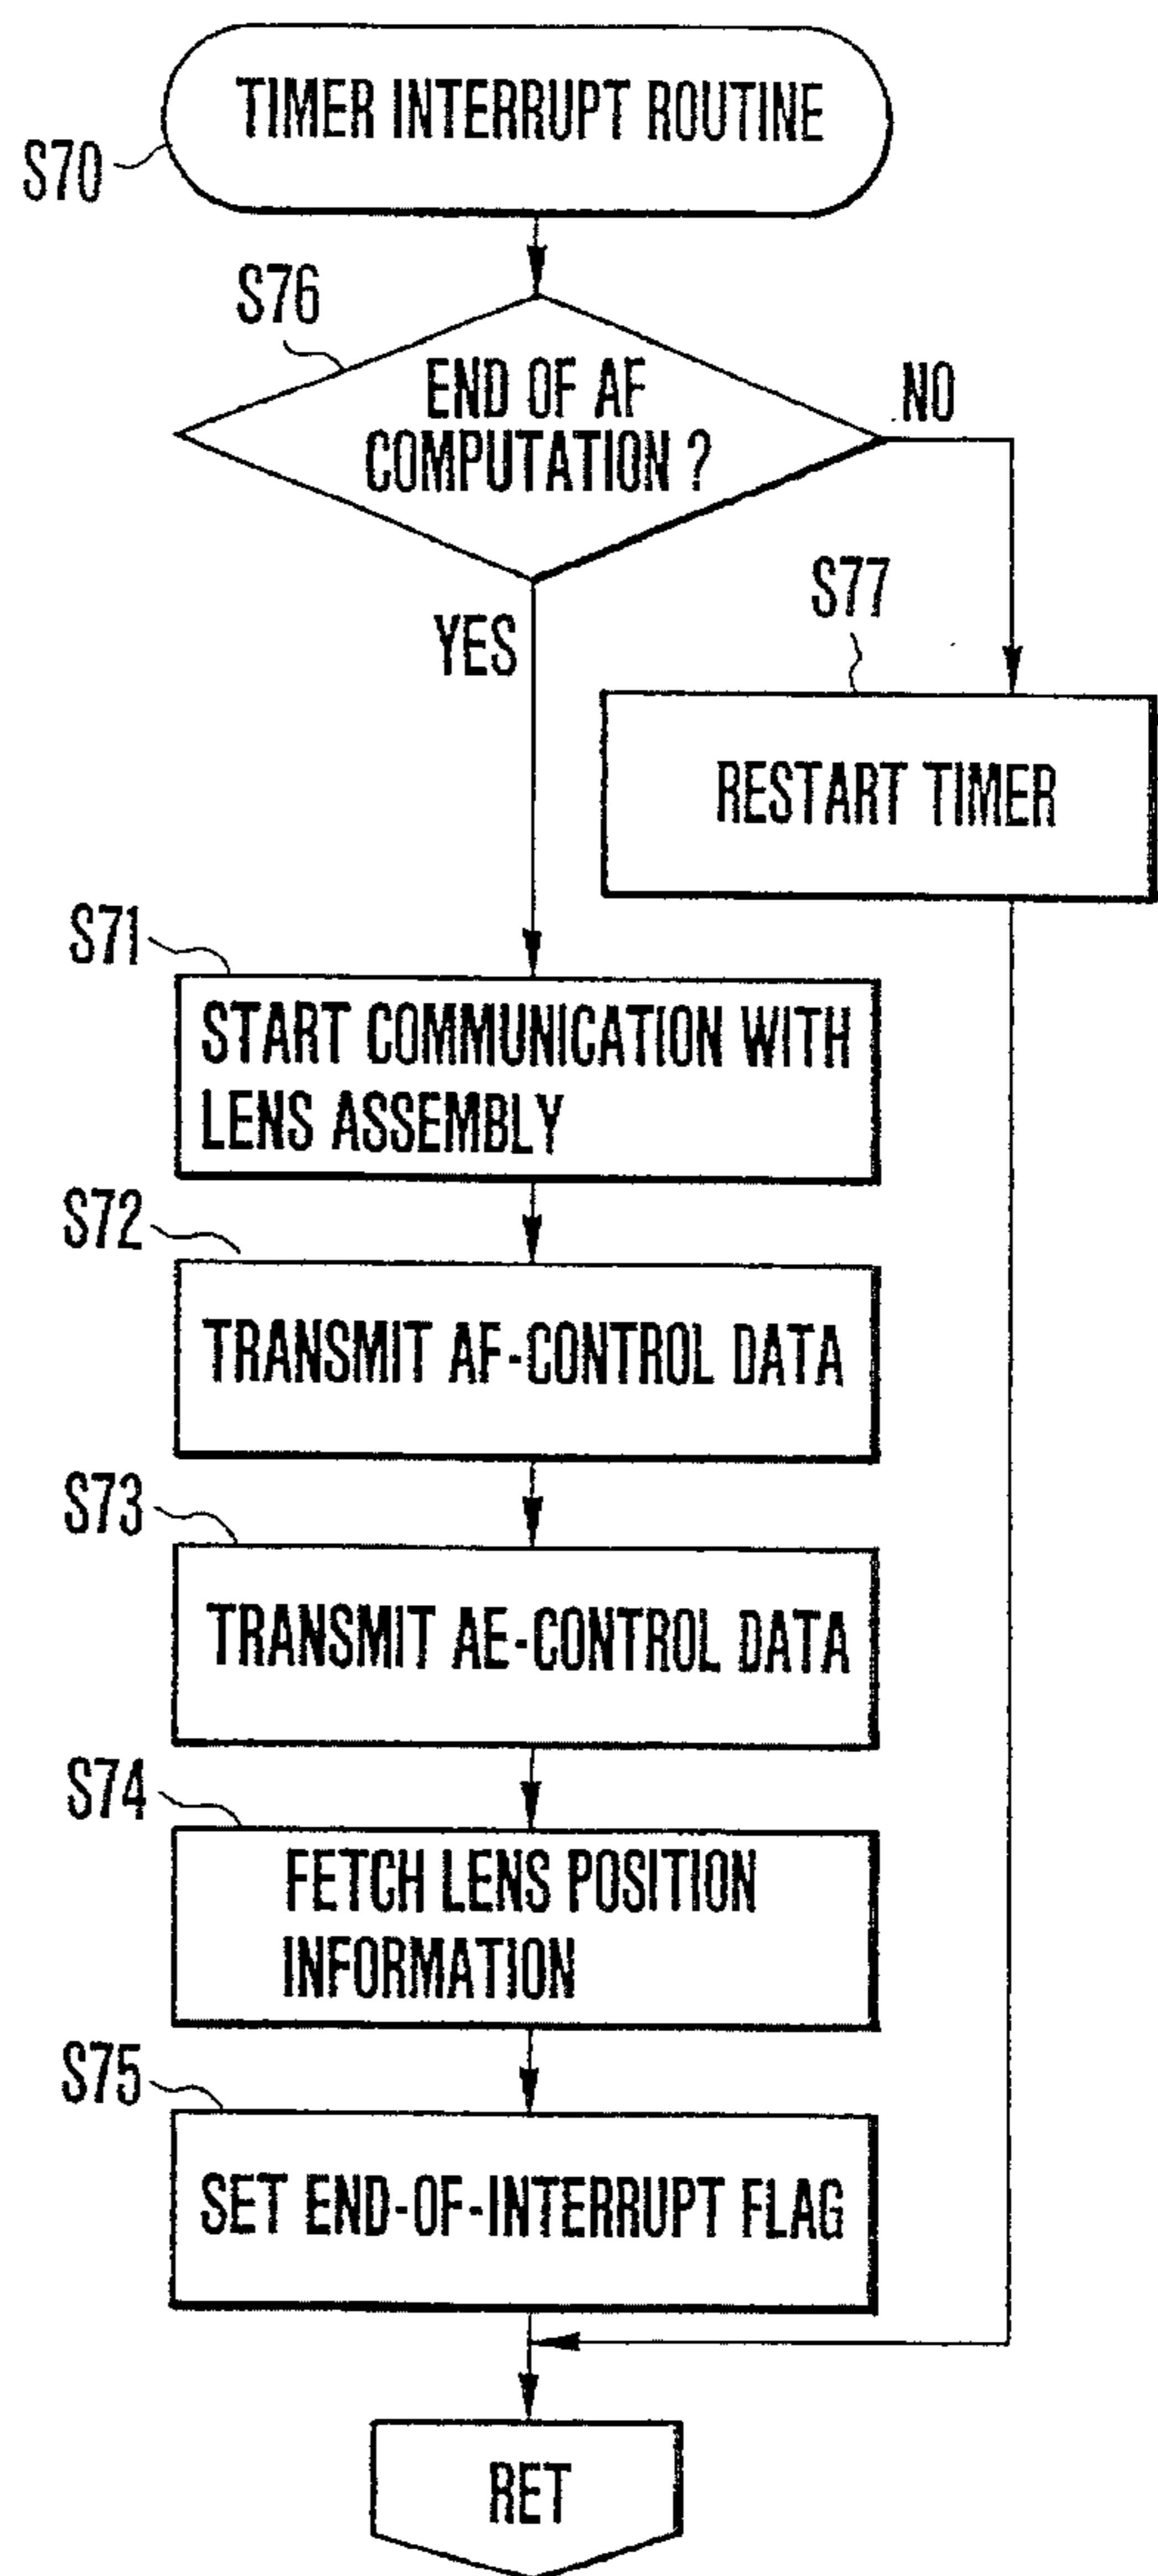 TIMER INTERRUPT ROUTINE
S70
S76
END OF AF
COMPUTATION ?
NO
YES
S77
RESTART TIMER
S71
START COMMUNICATION WITH
LENS ASSEMBLY
S72
TRANSMIT AF-CONTROL DATA
S73
TRANSMIT AE-CONTROL DATA
S74
FETCH LENS POSITION
INFORMATION
S75
SET END-OF-INTERRUPT FLAG
RET